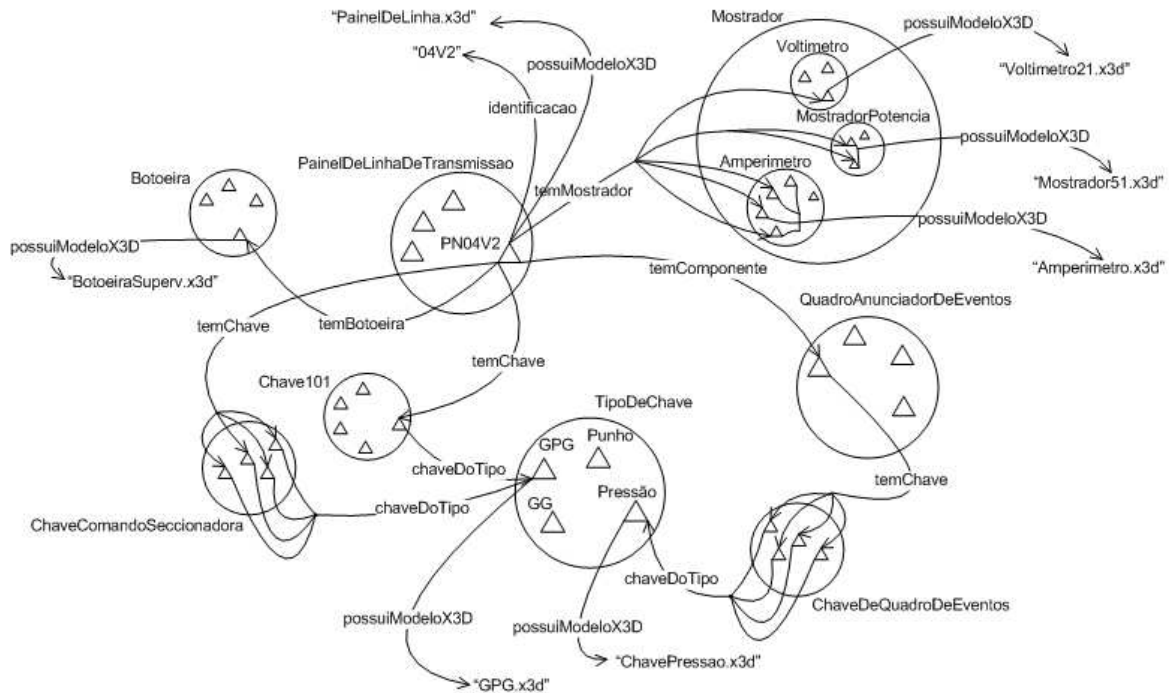 “PainelDeLinha.x3d”
Mostrador
possuiModeloX3D
Voltimetro
“04V2”
possuiModeloX3D
“Voltimetro21.x3d”
identificacao
MostradorPotencia
possuiModeloX3D
PainelDeLinhaDeTransmissao
Amperimetro
Botoeira
temMostrador
“Mostrador51.x3d”
possuiModeloX3D
PN04V2
possuiModeloX3D
“Amperimetro.x3d”
temComponente
“BotoeiraSuperv.x3d”
QuadroAnunciadorDeEventos
temChave
temBotoeira
temChave
Chave101
TipoDeChave
GPG
Punho
chaveDoTipo
temChave
Pressão
GG
chaveDoTipo
ChaveComandoSeccionadora
chaveDoTipo
ChaveDeQuadroDeEventos
possuiModeloX3D
possuiModeloX3D
“ChavePressao.x3d”
“GPG.x3d”